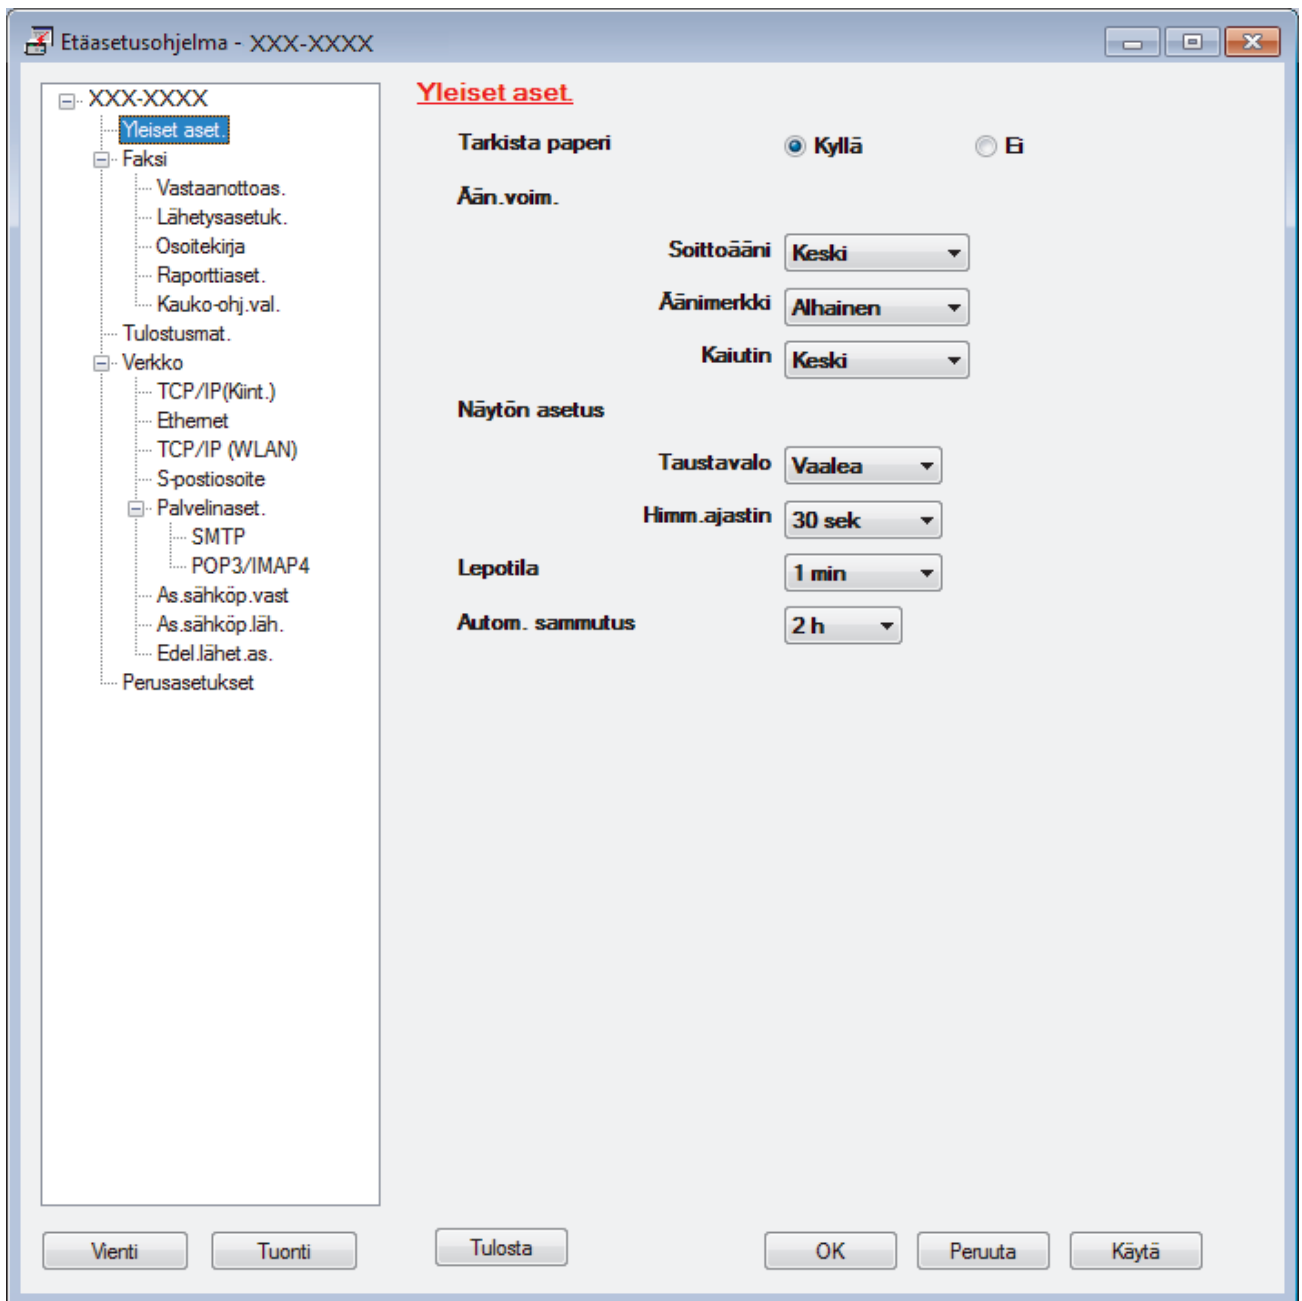 Etäasetusohjelma - XXX-XXXX
XXX-XXXX
Yleiset aset.
Faksi
Vastaanottoas.
Lähetysasetuk.
Osoitekirja
Raporttiaset.
Kauko-ohj.val.
Tulostusmat.
Verkko
TCP/IP(Kiint.)
Ethernet
TCP/IP (WLAN)
S-postiosoite
Palvelinaset.
SMTP
POP3/IMAP4
As.sähköp.vast
As.sähköp.läh.
Edel.lähet.as.
Perusasetukset
Yleiset aset.
Tarkista paperi Kyllä Ei
Ään.voim.
Soittoääni Keski
Äänimerkki Alhainen
Kaiutin Keski
Näytön asetus
Taustavalo Vaalea
Himm.ajastin 30 sek
Lepotila 1 min
Autom. sammutus 2 h
Vienti Tuonti Tulosta OK Peruuta Käytä